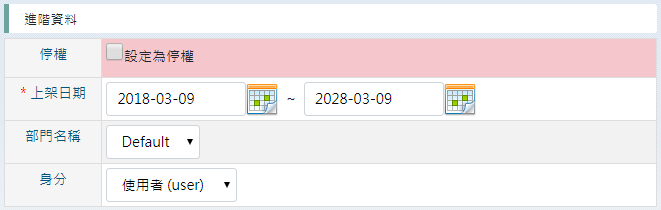 進階資料
停權 設定為停權
* 上架日期 2018-03-09 ~ 2028-03-09
部門名稱 Default
身分 使用者 (user)